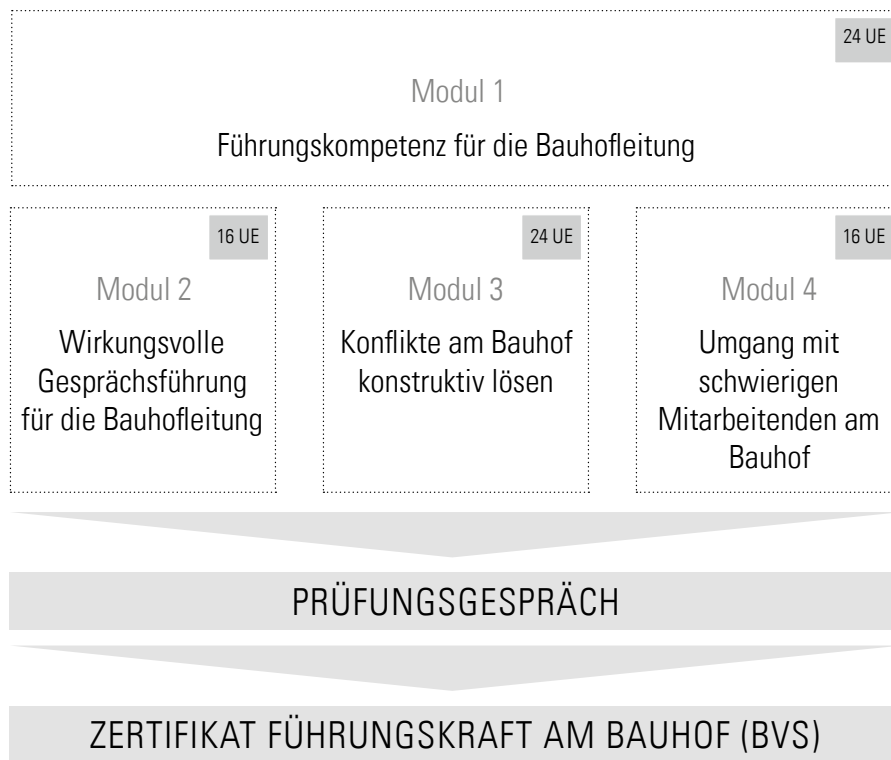 24 UE
Modul 1
Führungskompetenz für die Bauhofleitung
16 UE
Modul 2
Wirkungsvolle
Gesprächsführung
für die Bauhofleitung
24 UE
Modul 3
Konflikte am Bauhof
konstruktiv lösen
16 UE
Modul 4
Umgang mit
schwierigen
Mitarbeitenden am
Bauhof
PRÜFUNGSGESPRÄCH
ZERTIFIKAT FÜHRUNGSKRAFT AM BAUHOF (BVS)